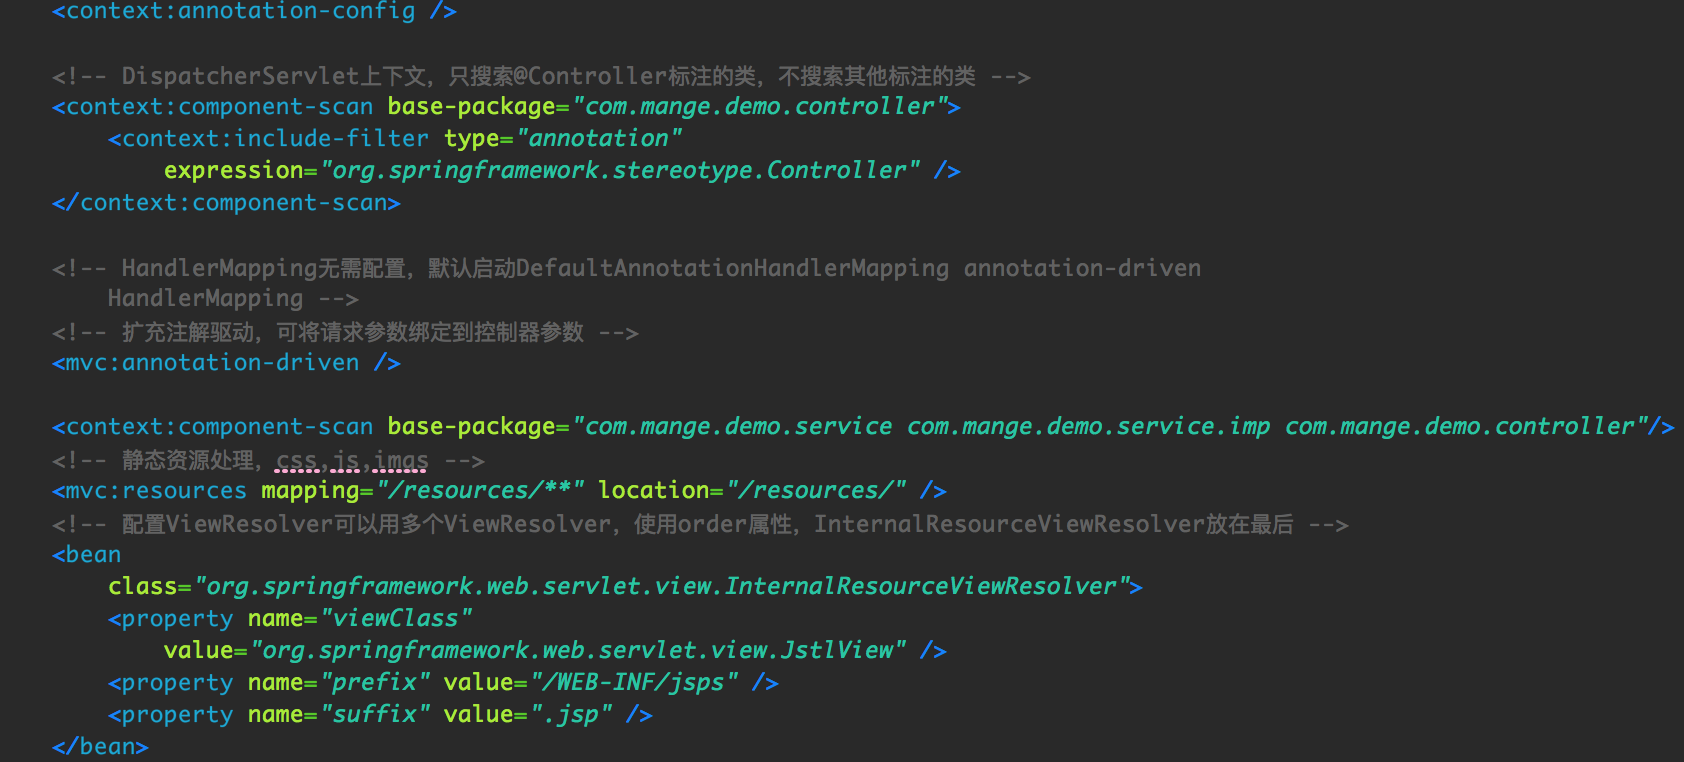 <context:annotation-config />
<!-- DispatcherServlet上下文，只搜索@Controller标注的类，不搜索其他标注的类 -->
<context:component-scan base-package="com.mange.demo.controller">
<context:include-filter type="annotation"
expression="org.springframework.stereotype.Controller" />
</context:component-scan>
<!-- HandlerMapping无需配置，默认启动DefaultAnnotationHandlerMapping annotation-driven
HandlerMapping -->
<!-- 扩充注解驱动，可将请求参数绑定到控制器参数 -->
<mvc:annotation-driven />
<context:component-scan base-package="com.mange.demo.service com.mange.demo.service.imp com.mange.demo.controller"/>
<!-- 静态资源处理，css,js,imgs -->
<mvc:resources mapping="/resources/**" location="/resources/" />
<!-- 配置ViewResolver可以用多个ViewResolver，使用order属性，InternalResourceViewResolver放在最后 -->
<bean
class="org.springframework.web.servlet.view.InternalResourceViewResolver">
<property name="viewClass"
value="org.springframework.web.servlet.view.JstlView" />
<property name="prefix" value="/WEB-INF/jsps" />
<property name="suffix" value=".jsp" />
</bean>